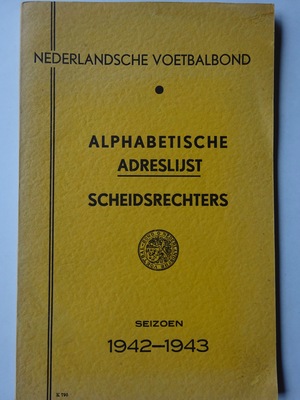 NEDERLANDSCHE VOETBALBOND
ALPHABETISCHE
ADRESLIJST
SCHEIDSRECHTERS
SEIZOEN
1942—1943